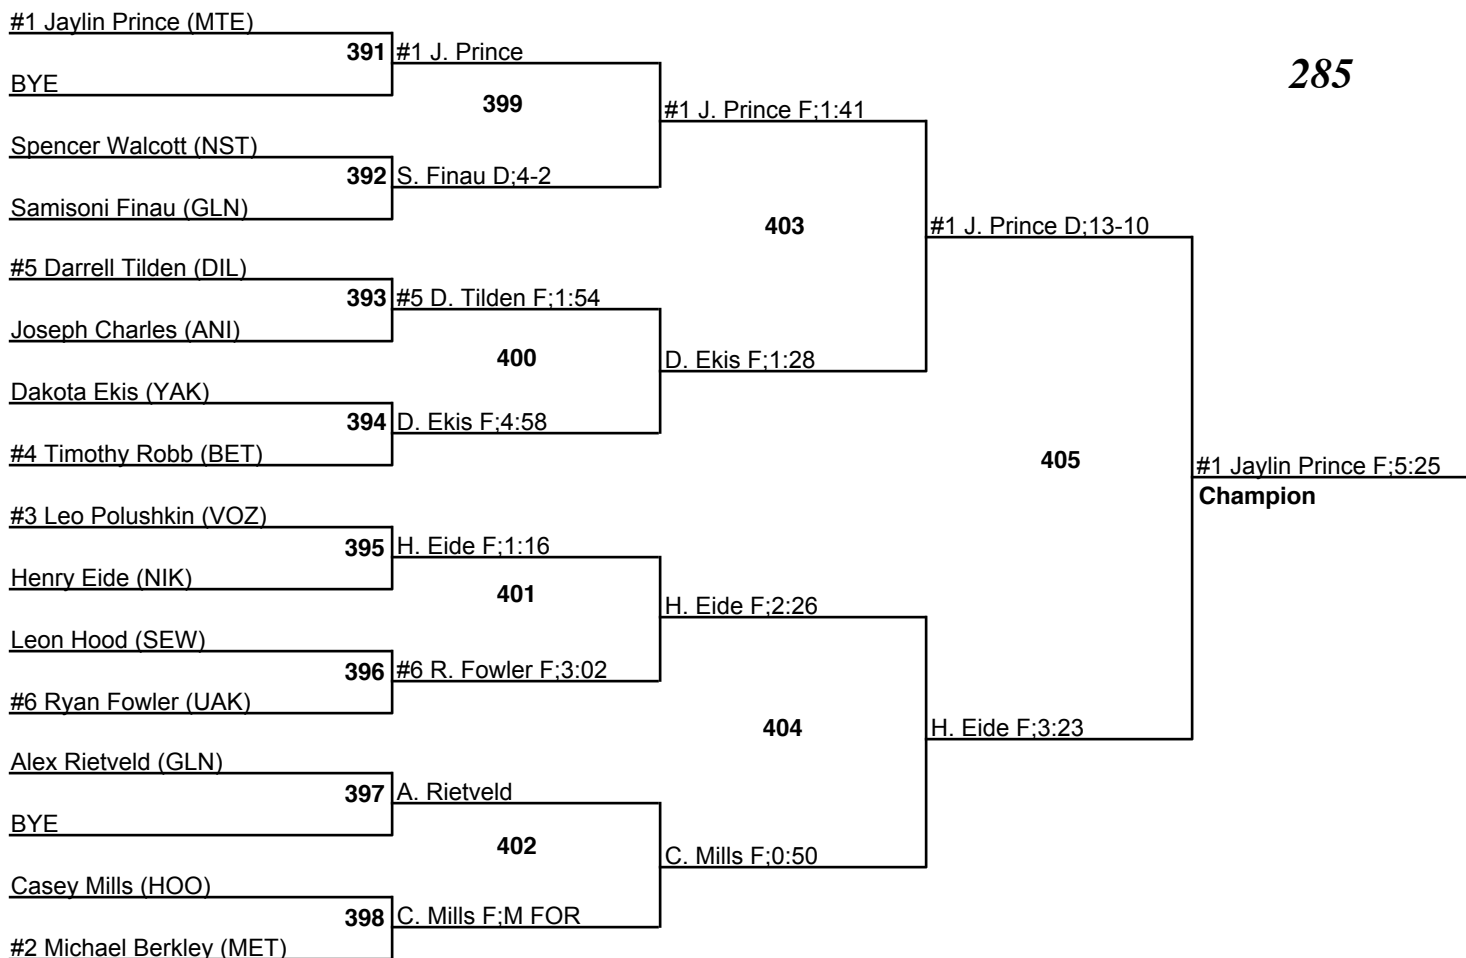 #1 Jaylin Prince (MTE)
391 #1 J. Prince
BYE
285
399
#1 J. Prince F;1:41
Spencer Walcott (NST)
392 S. Finau D;4-2
Samisoni Finau (GLN)
403
#1 J. Prince D;13-10
#5 Darrell Tilden (DIL)
393 #5 D. Tilden F;1:54
Joseph Charles (ANI)
400
D. Ekis F;1:28
Dakota Ekis (YAK)
394 D. Ekis F;4:58
#4 Timothy Robb (BET)
405
#1 Jaylin Prince F;5:25
Champion
#3 Leo Polushkin (VOZ)
395 H. Eide F;1:16
Henry Eide (NIK)
401
H. Eide F;2:26
Leon Hood (SEW)
396 #6 R. Fowler F;3:02
#6 Ryan Fowler (UAK)
404
H. Eide F;3:23
Alex Rietveld (GLN)
397 A. Rietveld
BYE
402
C. Mills F;0:50
Casey Mills (HOO)
398 C. Mills F;M FOR
#2 Michael Berkley (MET)